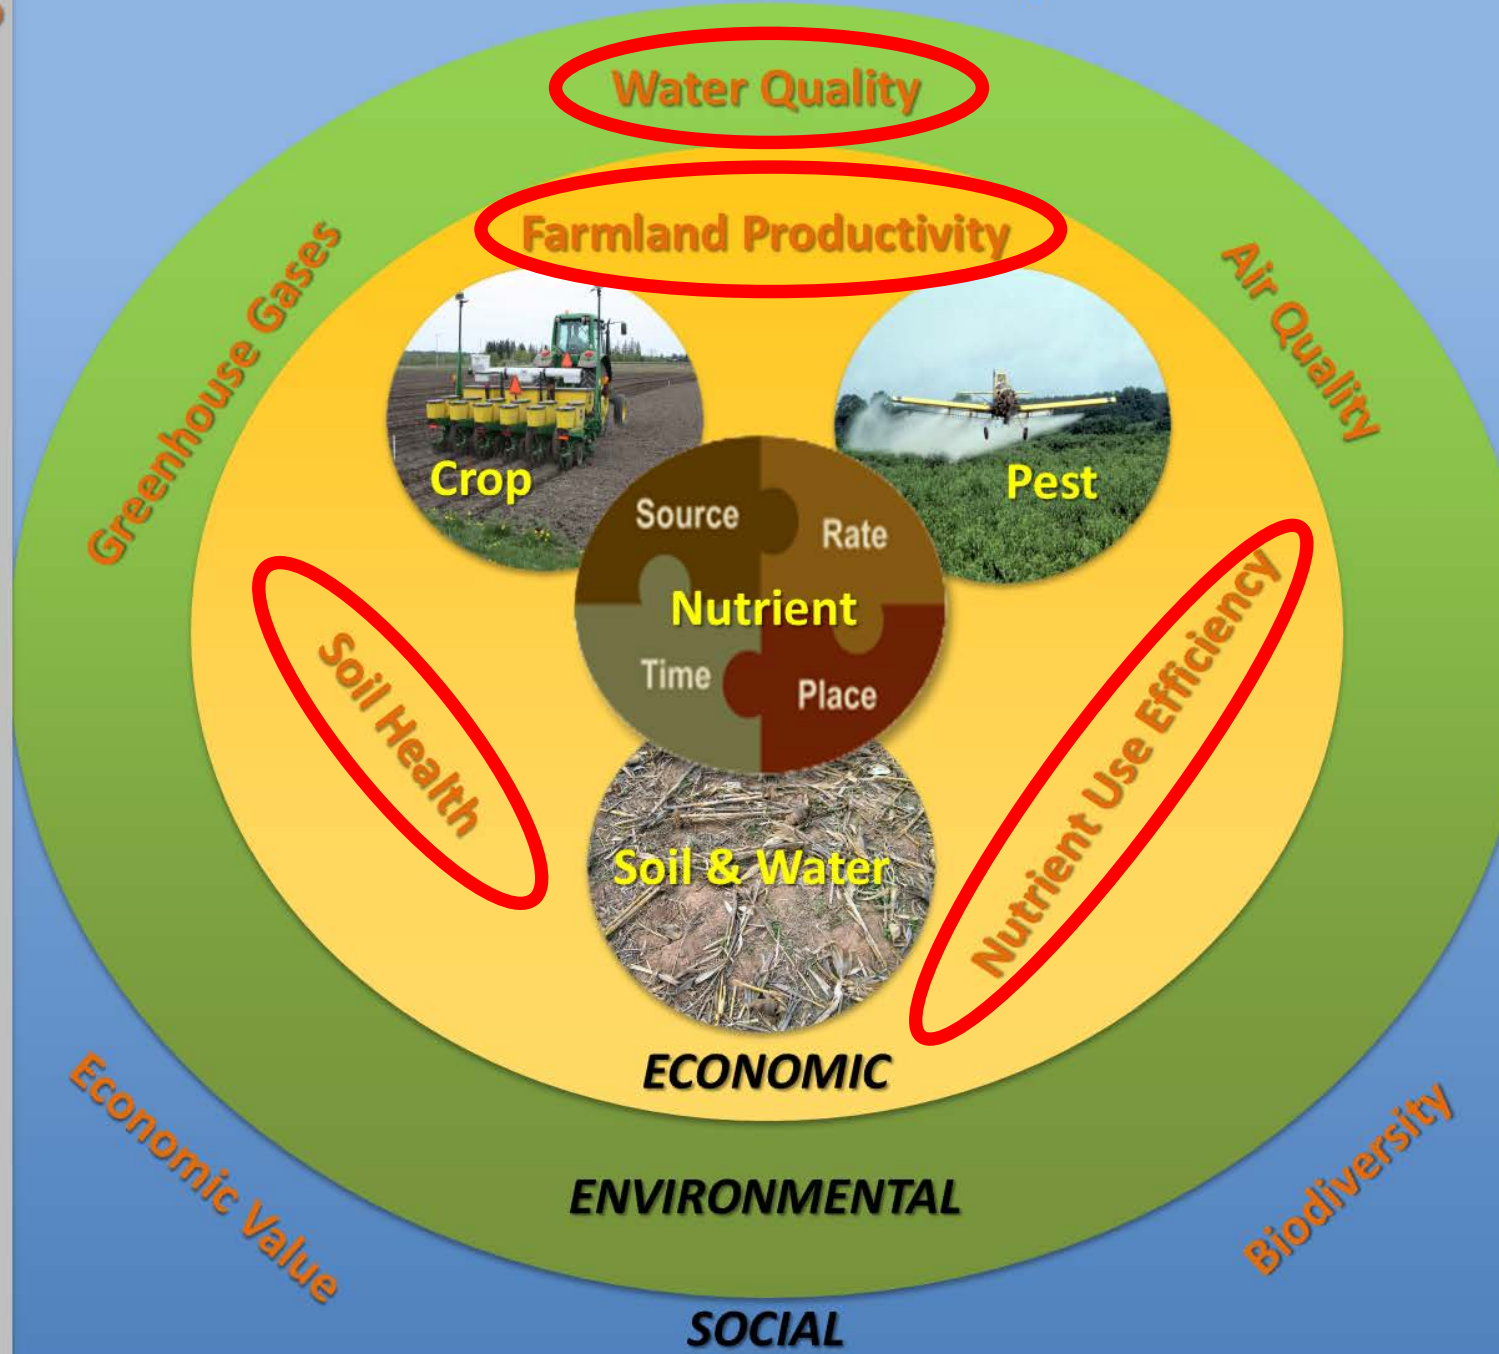 Water Quality
Farmland Productivity
Greenhouse Gases
Air Quality
Crop
Pest
Source
Rate
Nutrient
Time
Place
Soil Health
Nutrient Use Efficiency
Soil & Water
ECONOMIC
ENVIRONMENTAL
Economic Value
Biodiversity
SOCIAL